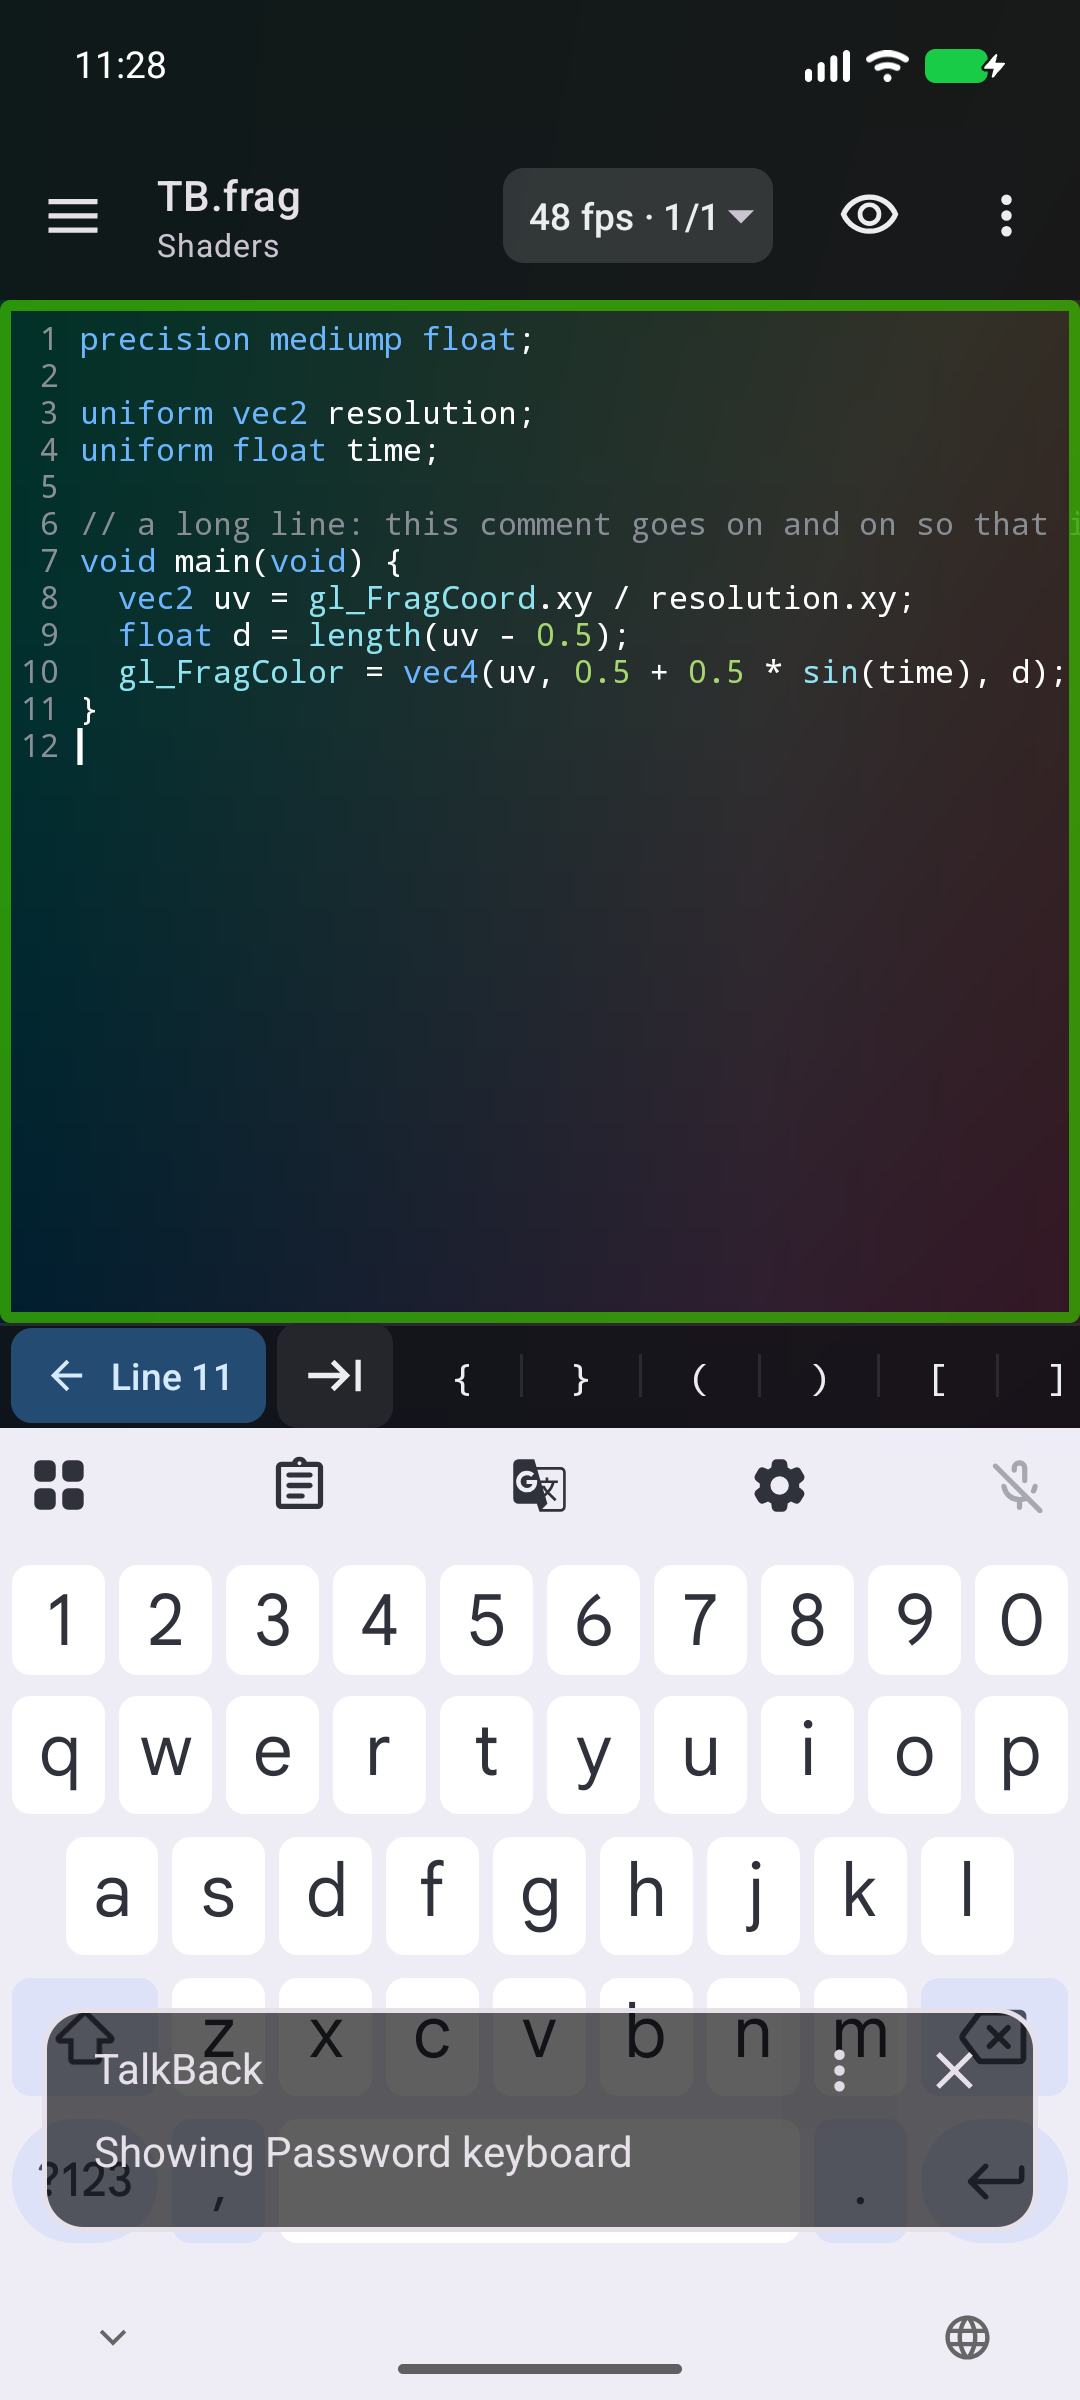 11:28
TB.frag
Shaders
48 fps · 1/1
1 precision mediump float;
2
3 uniform vec2 resolution;
4 uniform float time;
5
6 // a long line: this comment goes on and on so that i
7 void main(void) {
8   vec2 uv = gl_FragCoord.xy / resolution.xy;
9   float d = length(uv - 0.5);
10   gl_FragColor = vec4(uv, 0.5 + 0.5 * sin(time), d);
11 }
12
← Line 11 →| { } ( ) [ ]
1 2 3 4 5 6 7 8 9 0
q w e r t y u i o p
a s d f g h j k l
z x c v b n m
TalkBack
Showing Password keyboard
?123 , .